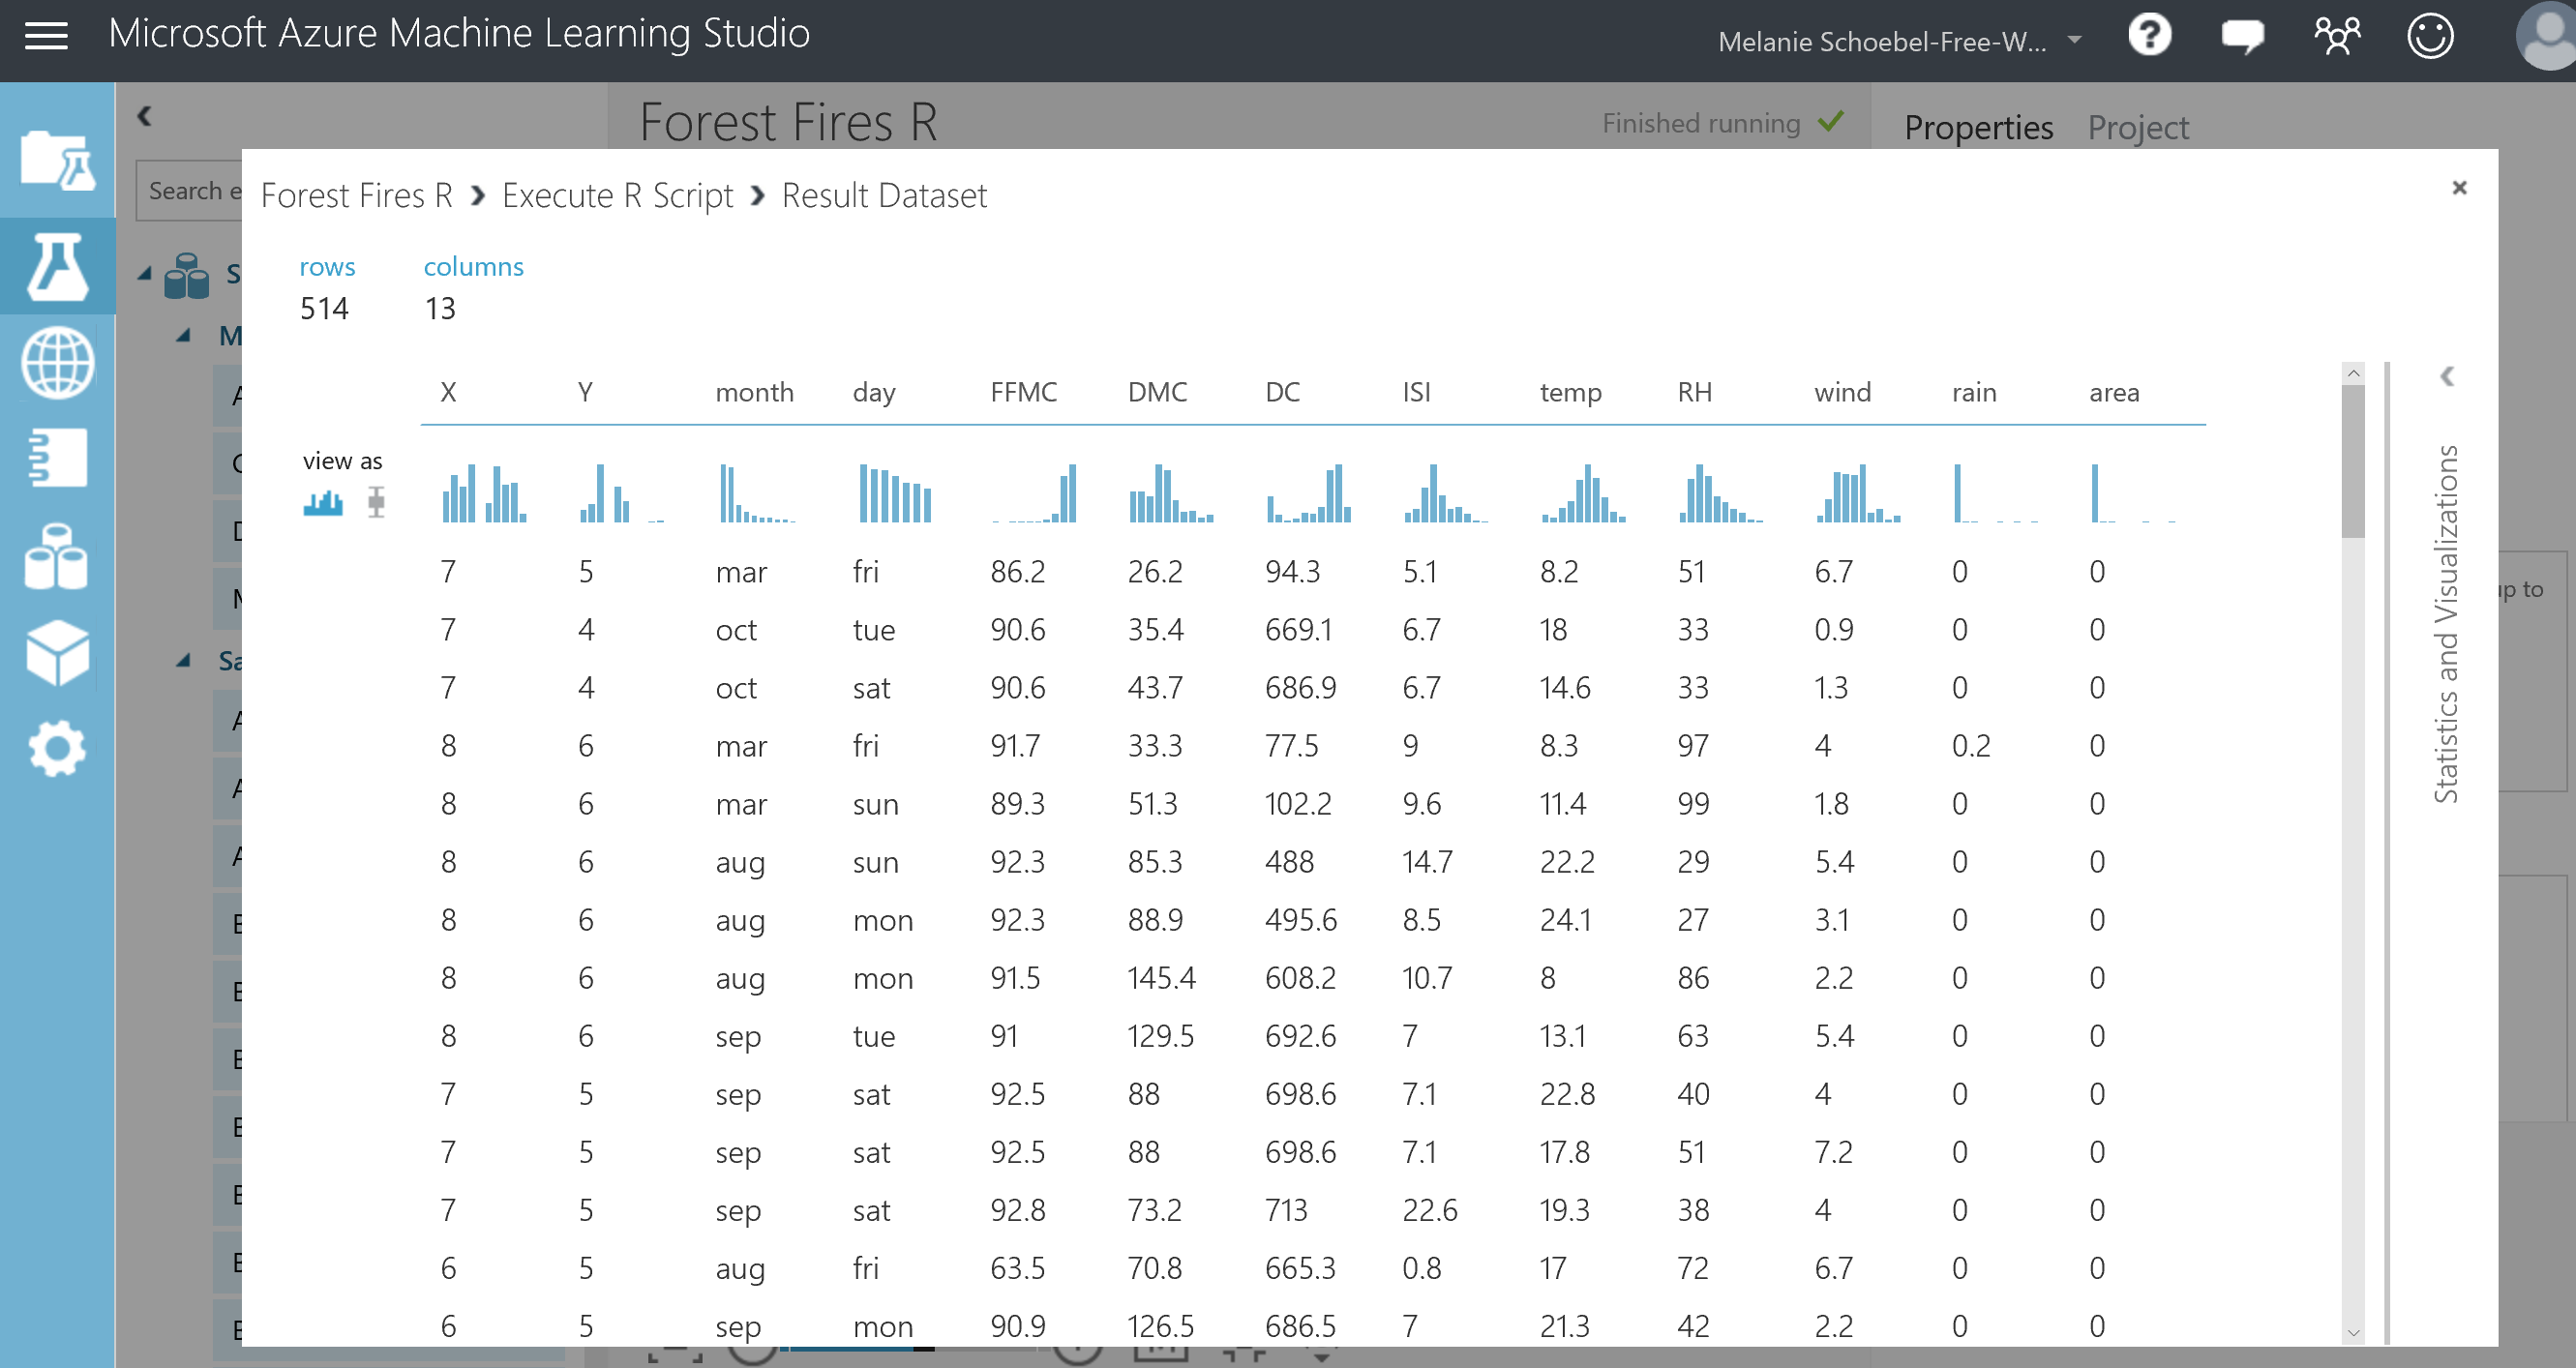 Microsoft Azure Machine Learning Studio
Melanie Schoebel-Free-W...
Forest Fires R
Finished running
Properties Project
Search e
Forest Fires R Execute R Script Result Dataset
rows columns
514 13
X Y month day FFMC DMC DC ISI temp RH wind rain area
view as
7 5 mar fri 86.2 26.2 94.3 5.1 8.2 51 6.7 0 0
7 4 oct tue 90.6 35.4 669.1 6.7 18 33 0.9 0 0
7 4 oct sat 90.6 43.7 686.9 6.7 14.6 33 1.3 0 0
8 6 mar fri 91.7 33.3 77.5 9 8.3 97 4 0.2 0
8 6 mar sun 89.3 51.3 102.2 9.6 11.4 99 1.8 0 0
8 6 aug sun 92.3 85.3 488 14.7 22.2 29 5.4 0 0
8 6 aug mon 92.3 88.9 495.6 8.5 24.1 27 3.1 0 0
8 6 aug mon 91.5 145.4 608.2 10.7 8 86 2.2 0 0
8 6 sep tue 91 129.5 692.6 7 13.1 63 5.4 0 0
7 5 sep sat 92.5 88 698.6 7.1 22.8 40 4 0 0
7 5 sep sat 92.5 88 698.6 7.1 17.8 51 7.2 0 0
7 5 sep sat 92.8 73.2 713 22.6 19.3 38 4 0 0
6 5 aug fri 63.5 70.8 665.3 0.8 17 72 6.7 0 0
6 5 sep mon 90.9 126.5 686.5 7 21.3 42 2.2 0 0
Statistics and Visualizations
up to